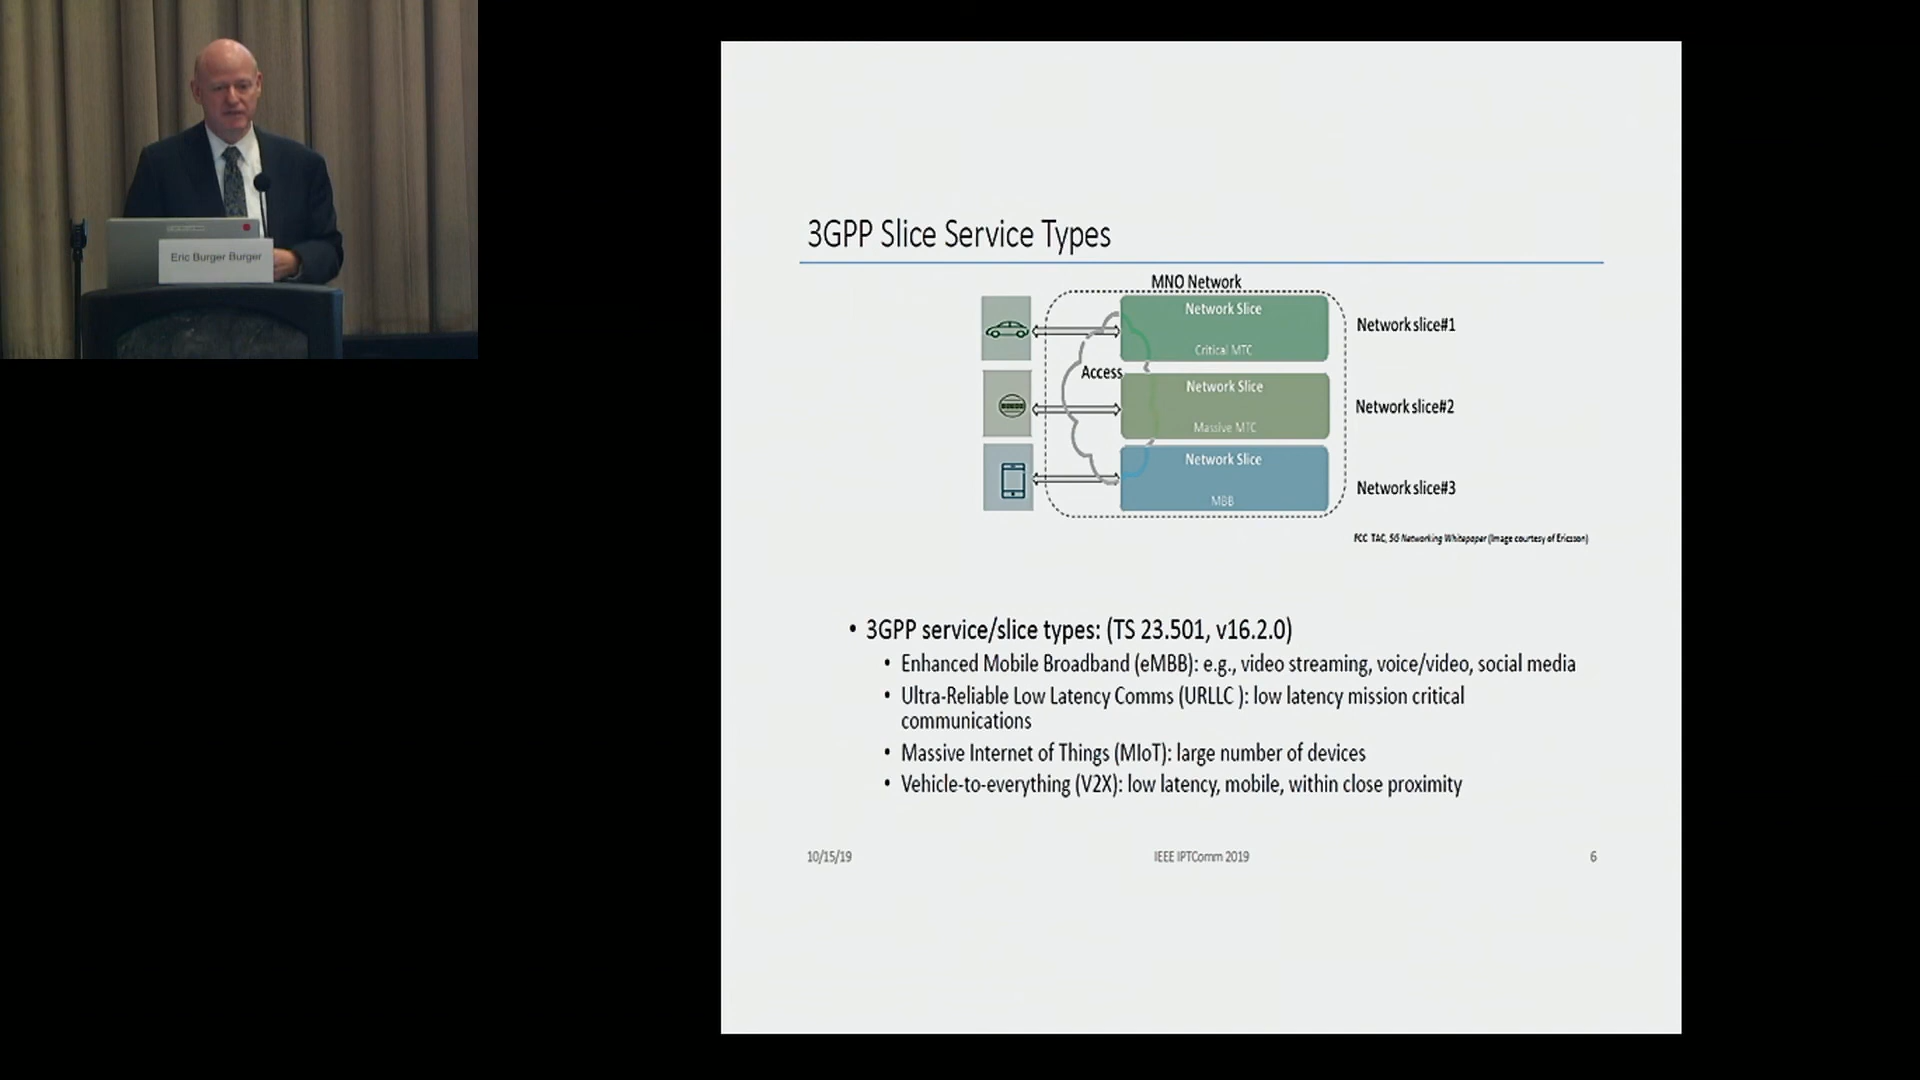 Eric Burger Burger
3GPP Slice Service Types
MNO Network
Network Slice
Critical MTC
Network slice#1
Access
Network Slice
Massive MTC
Network slice#2
Network Slice
MBB
Network slice#3
FCC TAC, 5G Networking Whitepaper (Image courtesy of Ericsson)
• 3GPP service/slice types: (TS 23.501, v16.2.0)
• Enhanced Mobile Broadband (eMBB): e.g., video streaming, voice/video, social media
• Ultra-Reliable Low Latency Comms (URLLC ): low latency mission critical
communications
• Massive Internet of Things (MIoT): large number of devices
• Vehicle-to-everything (V2X): low latency, mobile, within close proximity
10/15/19
IEEE IPTComm 2019
6